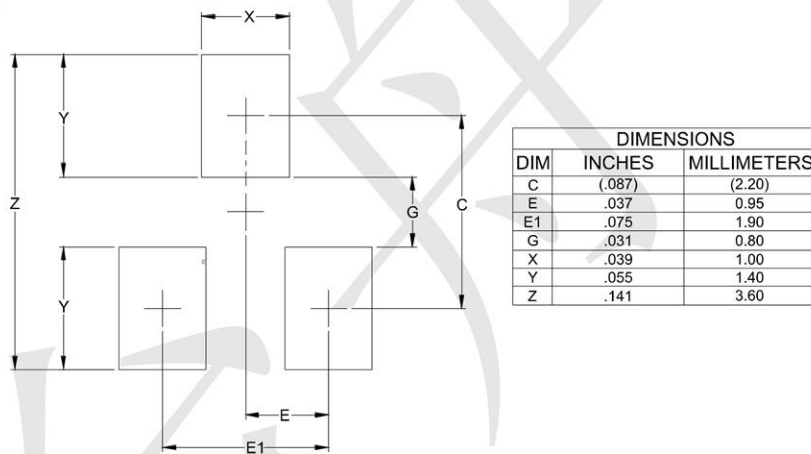 X
Y
Z
G
C
Y
E
E1
DIMENSIONS
DIM INCHES MILLIMETERS
C (.087) (2.20)
E .037 0.95
E1 .075 1.90
G .031 0.80
X .039 1.00
Y .055 1.40
Z .141 3.60